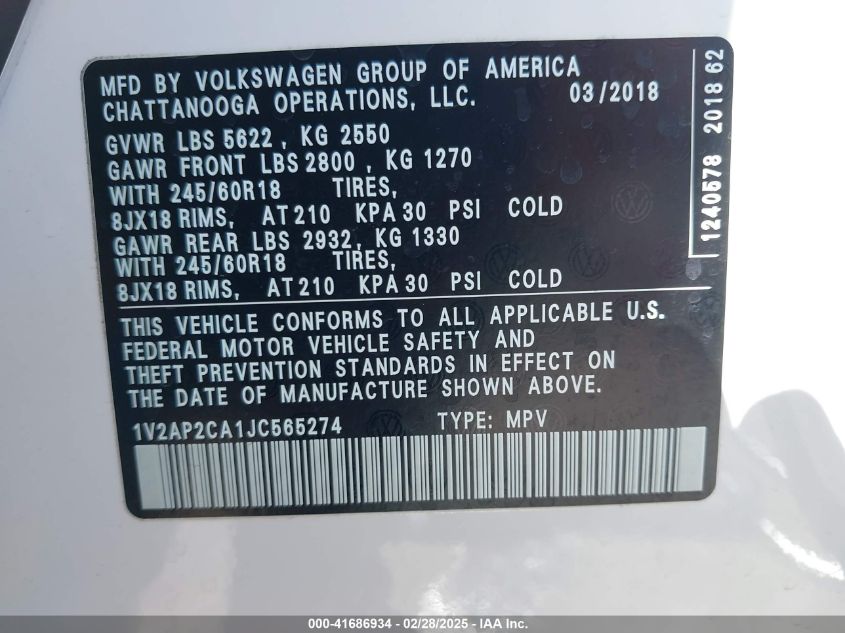 MFD BY VOLKSWAGEN GROUP OF AMERICA
CHATTANOOGA OPERATIONS, LLC. 03/2018
GVWR LBS 5622 , KG 2550
GAWR FRONT LBS 2800 , KG 1270
WITH 245/60R18 TIRES,
8JX18 RIMS, AT 210 KPA 30 PSI COLD
GAWR REAR LBS 2932, KG 1330
WITH 245/60R18 TIRES,
8JX18 RIMS, AT 210 KPA 30 PSI COLD
THIS VEHICLE CONFORMS TO ALL APPLICABLE U.S.
FEDERAL MOTOR VEHICLE SAFETY AND
THEFT PREVENTION STANDARDS IN EFFECT ON
THE DATE OF MANUFACTURE SHOWN ABOVE.
1V2AP2CA1JC565274 TYPE: MPV
1240578 2018 62
000-41686934 - 02/28/2025 - IAA Inc.